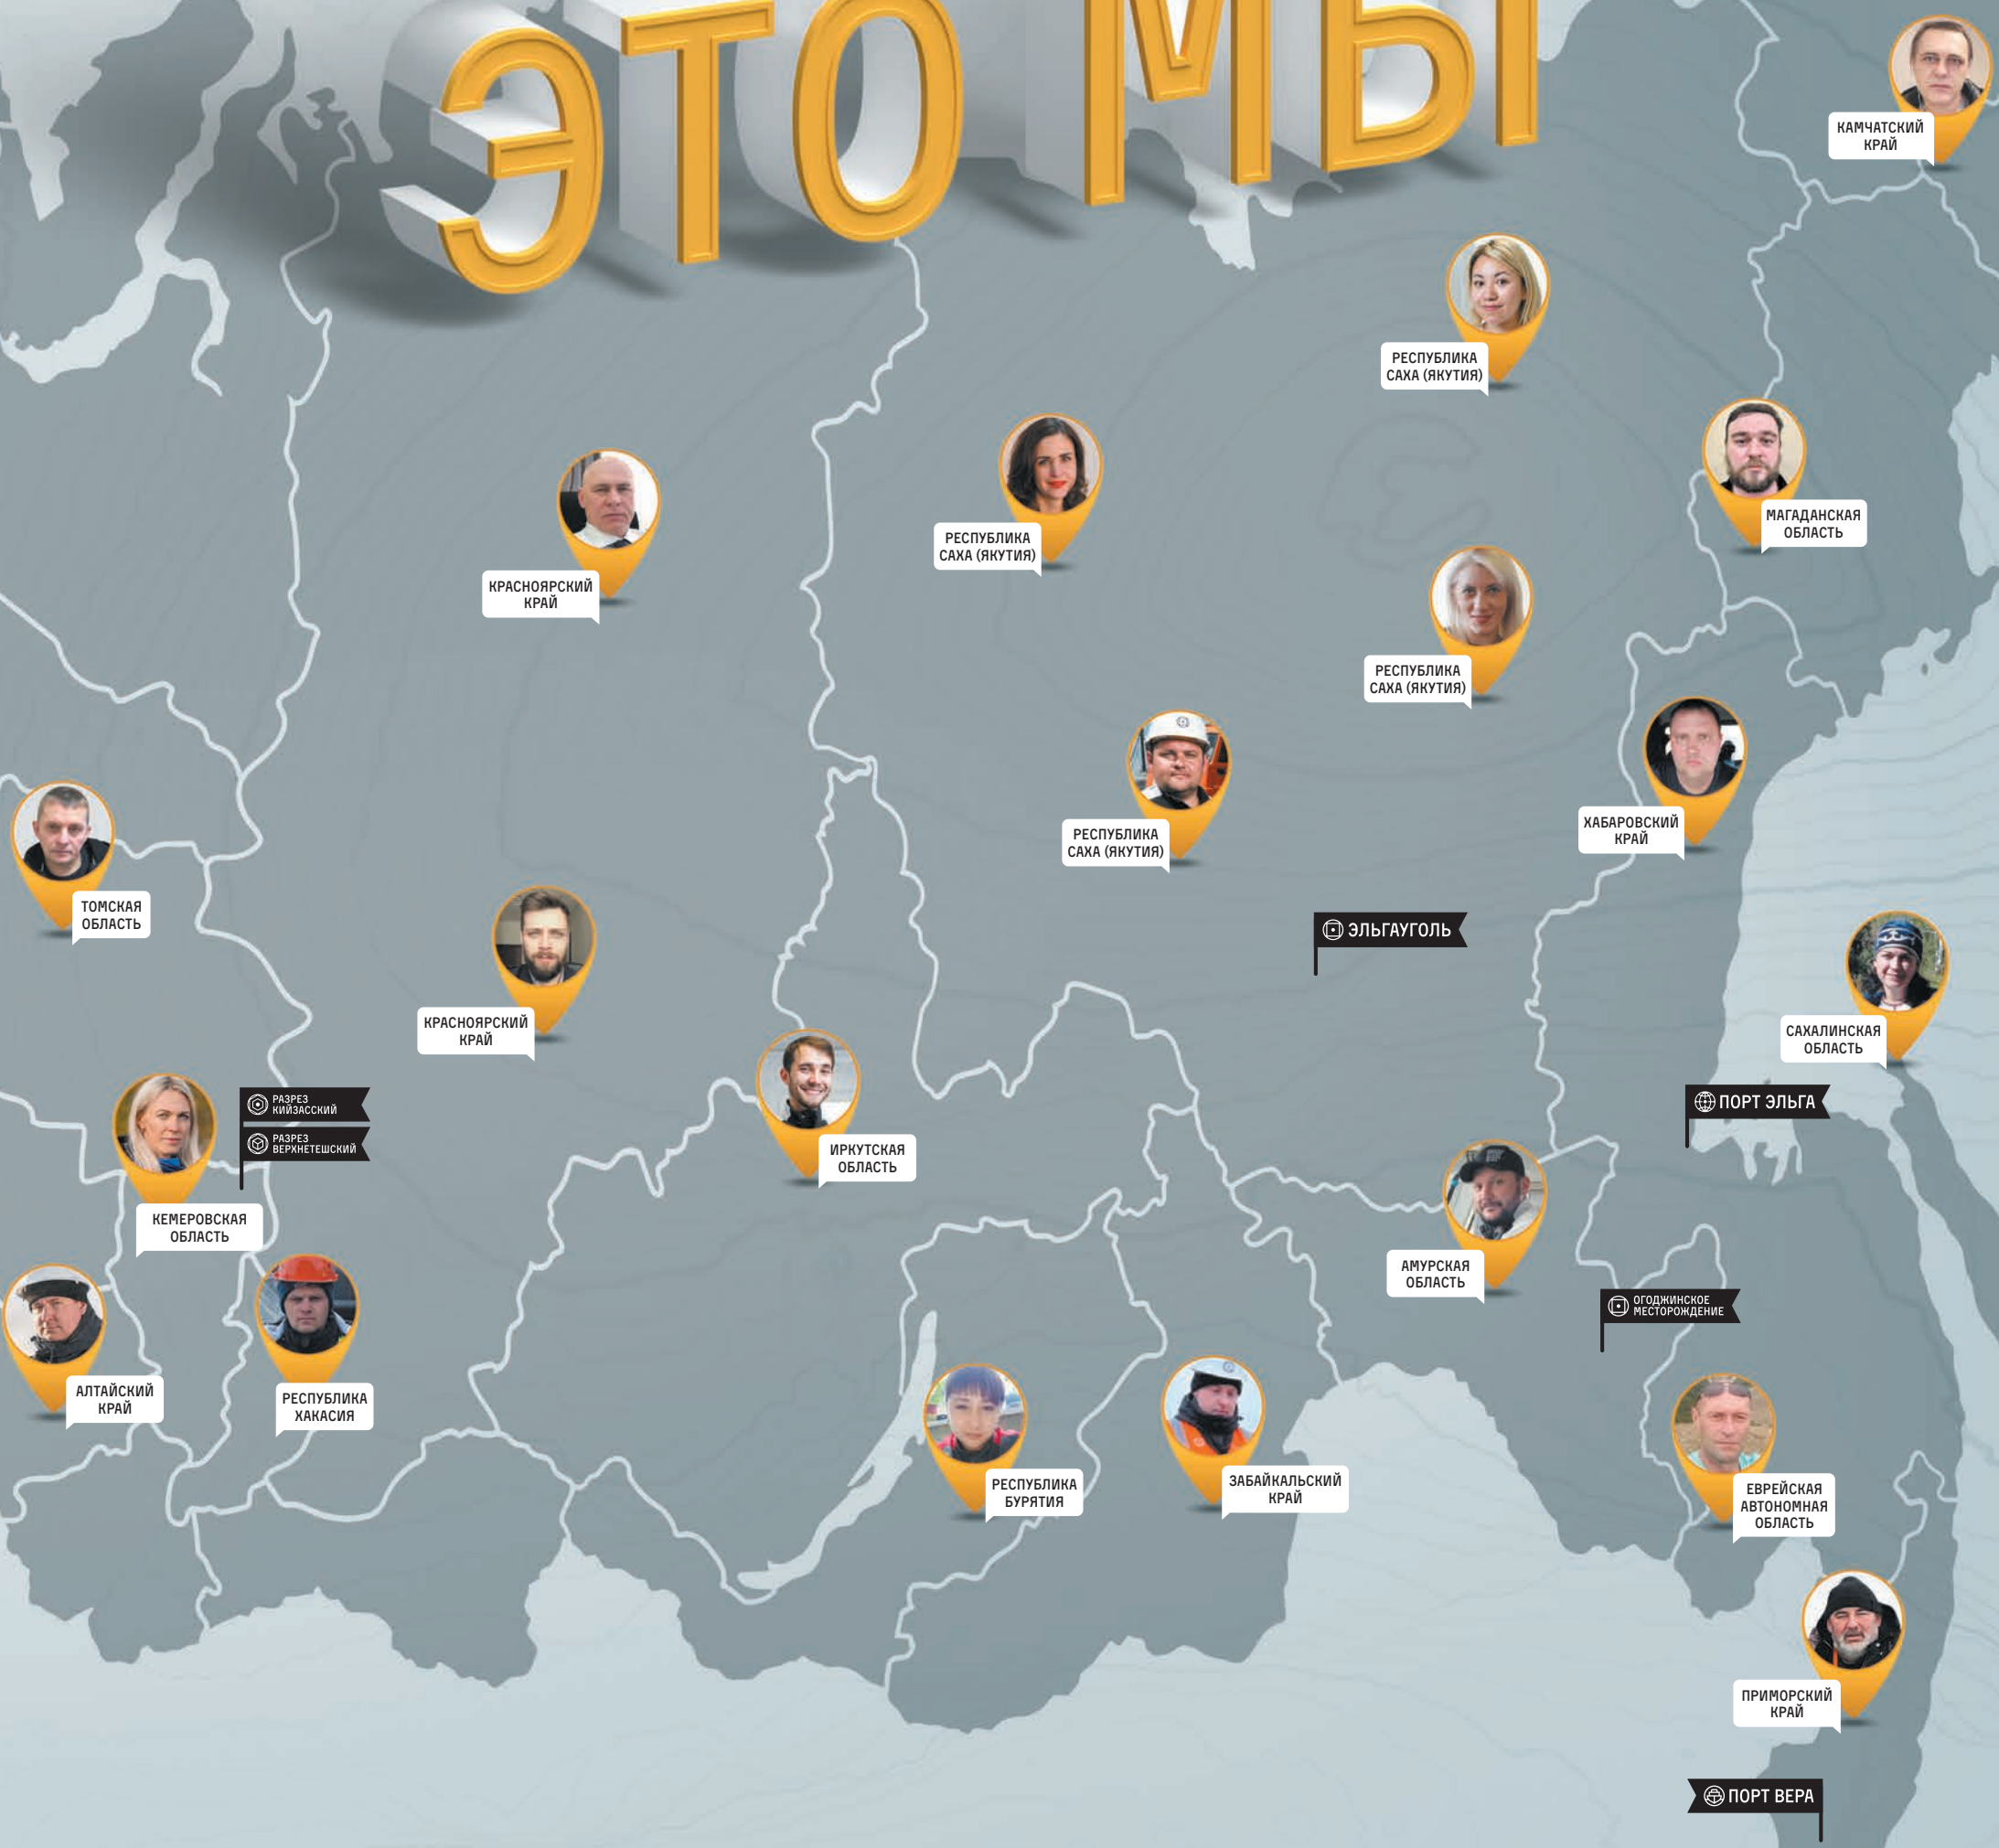 ЭТО МЫ
КАМЧАТСКИЙ
КРАЙ
РЕСПУБЛИКА
САХА (ЯКУТИЯ)
МАГАДАНСКАЯ
ОБЛАСТЬ
РЕСПУБЛИКА
САХА (ЯКУТИЯ)
КРАСНОЯРСКИЙ
КРАЙ
РЕСПУБЛИКА
САХА (ЯКУТИЯ)
ХАБАРОВСКИЙ
КРАЙ
РЕСПУБЛИКА
САХА (ЯКУТИЯ)
ТОМСКАЯ
ОБЛАСТЬ
ЭЛЬГАУГОЛЬ
КРАСНОЯРСКИЙ
КРАЙ
САХАЛИНСКАЯ
ОБЛАСТЬ
РАЗРЕЗ
КИЙЗАССКИЙ
РАЗРЕЗ
ВЕРХНЕТЕШСКИЙ
ПОРТ ЭЛЬГА
ИРКУТСКАЯ
ОБЛАСТЬ
КЕМЕРОВСКАЯ
ОБЛАСТЬ
АМУРСКАЯ
ОБЛАСТЬ
ОГОДЖИНСКОЕ
МЕСТОРОЖДЕНИЕ
АЛТАЙСКИЙ
КРАЙ
РЕСПУБЛИКА
ХАКАСИЯ
РЕСПУБЛИКА
БУРЯТИЯ
ЗАБАЙКАЛЬСКИЙ
КРАЙ
ЕВРЕЙСКАЯ
АВТОНОМНАЯ
ОБЛАСТЬ
ПРИМОРСКИЙ
КРАЙ
ПОРТ ВЕРА